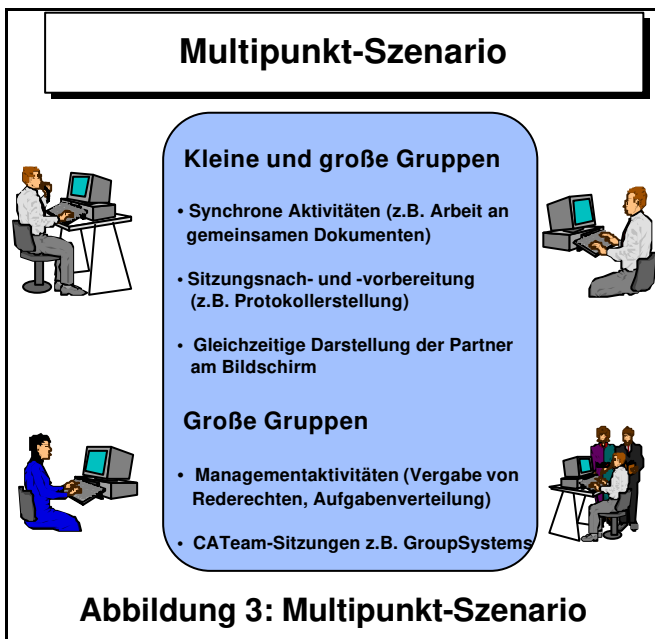 Multipunkt-Szenario
Kleine und große Gruppen
• Synchrone Aktivitäten (z.B. Arbeit an
gemeinsamen Dokumenten)
• Sitzungsnach- und -vorbereitung
(z.B. Protokollerstellung)
• Gleichzeitige Darstellung der Partner
am Bildschirm
Große Gruppen
• Managementaktivitäten (Vergabe von
Rederechten, Aufgabenverteilung)
• CATeam-Sitzungen z.B. GroupSystems
Abbildung 3: Multipunkt-Szenario